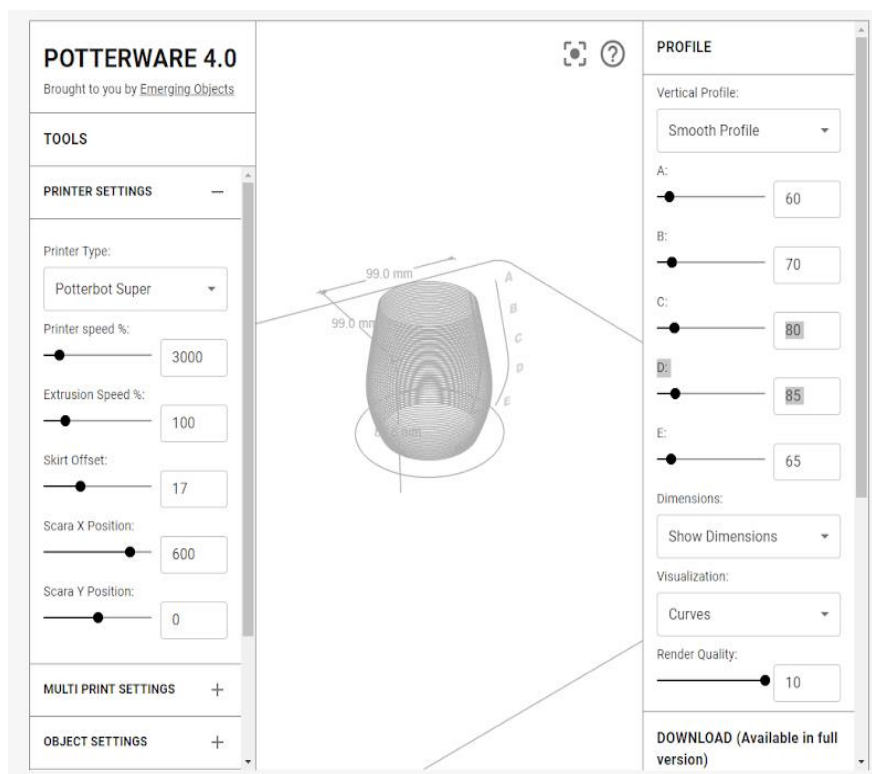 POTTERWARE 4.0
Brought to you by Emerging Objects
TOOLS
PRINTER SETTINGS
Printer Type:
Potterbot Super
Printer speed %:
3000
Extrusion Speed %:
100
Skirt Offset:
17
Scara X Position:
600
Scara Y Position:
0
MULTI PRINT SETTINGS
OBJECT SETTINGS
99.0 mm
99.0 mm
A
B
C
D
E
mm
PROFILE
Vertical Profile:
Smooth Profile
A:
60
B:
70
C:
80
D:
85
E:
65
Dimensions:
Show Dimensions
Visualization:
Curves
Render Quality:
10
DOWNLOAD (Available in full
version)